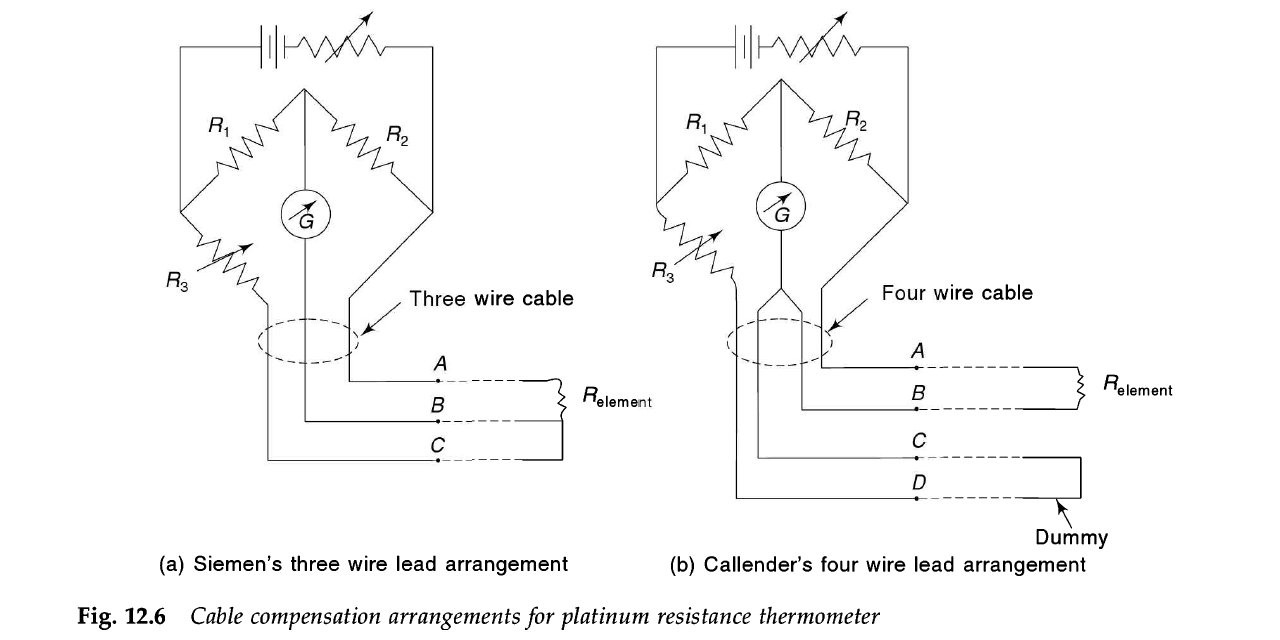 R1
R2
G
R3
Three wire cable
A
B
C
Relement
(a) Siemen's three wire lead arrangement
R1
R2
G
R3
Four wire cable
A
B
C
D
Relement
Dummy
(b) Callender's four wire lead arrangement
Fig. 12.6 Cable compensation arrangements for platinum resistance thermometer